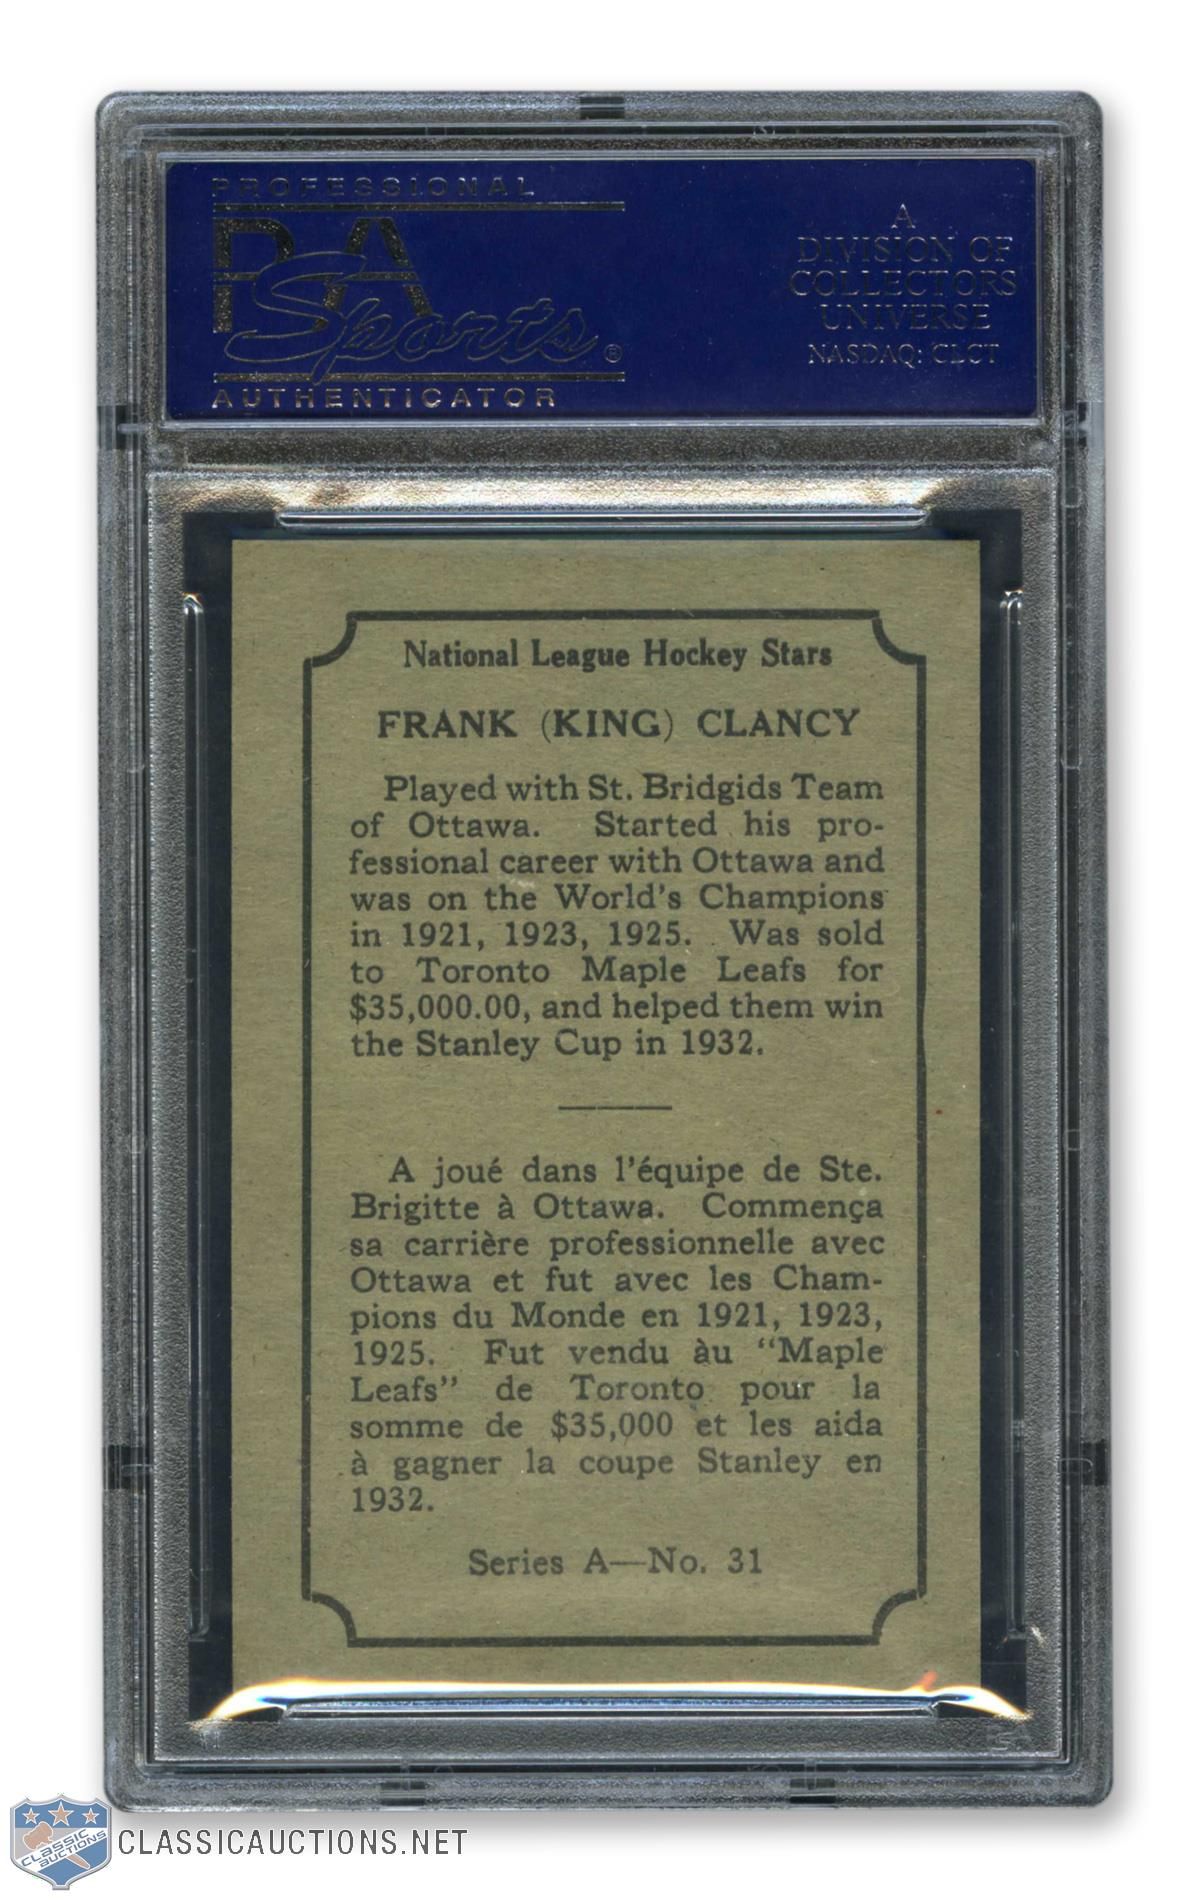 PROFESSIONAL
PSA
Sports®
AUTHENTICATOR
A
DIVISION OF
COLLECTORS
UNIVERSE
NASDAQ: CLCT
National League Hockey Stars
FRANK (KING) CLANCY
Played with St. Bridgids Team
of Ottawa. Started his pro-
fessional career with Ottawa and
was on the World's Champions
in 1921, 1923, 1925. Was sold
to Toronto Maple Leafs for
$35,000.00, and helped them win
the Stanley Cup in 1932.
A joué dans l'équipe de Ste.
Brigitte à Ottawa. Commença
sa carrière professionnelle avec
Ottawa et fut avec les Cham-
pions du Monde en 1921, 1923,
1925. Fut vendu àu "Maple
Leafs" de Toronto pour la
somme de $35,000 et les aida
à gagner la coupe Stanley en
1932.
Series A—No. 31
CLASSIC
AUCTIONS
CLASSICAUCTIONS.NET